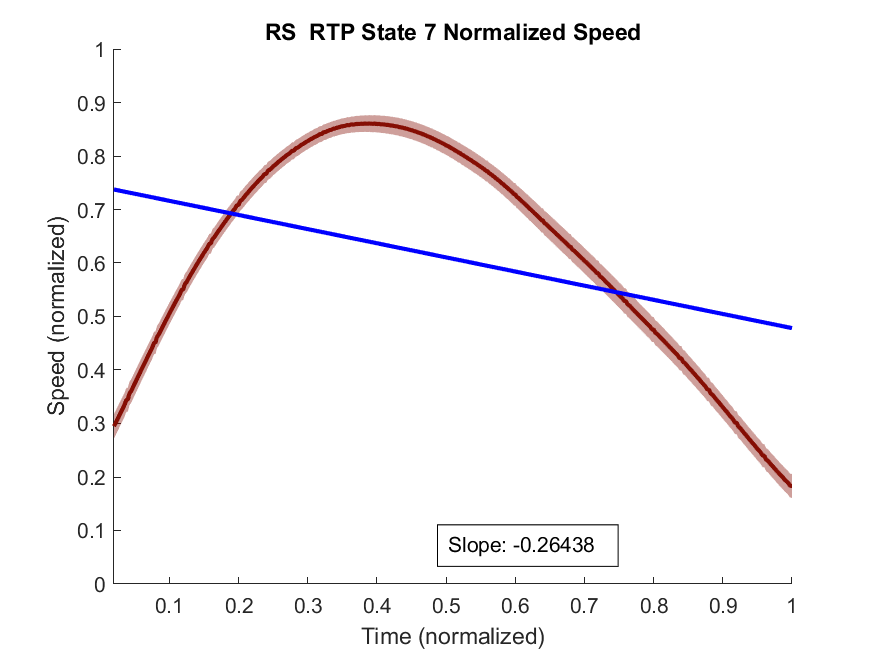 RS  RTP State 7 Normalized Speed
1
0.9
0.8
0.7
0.6
0.5
0.4
0.3
0.2
0.1
0
Speed (normalized)
Slope: -0.26438
0.1 0.2 0.3 0.4 0.5 0.6 0.7 0.8 0.9 1
Time (normalized)